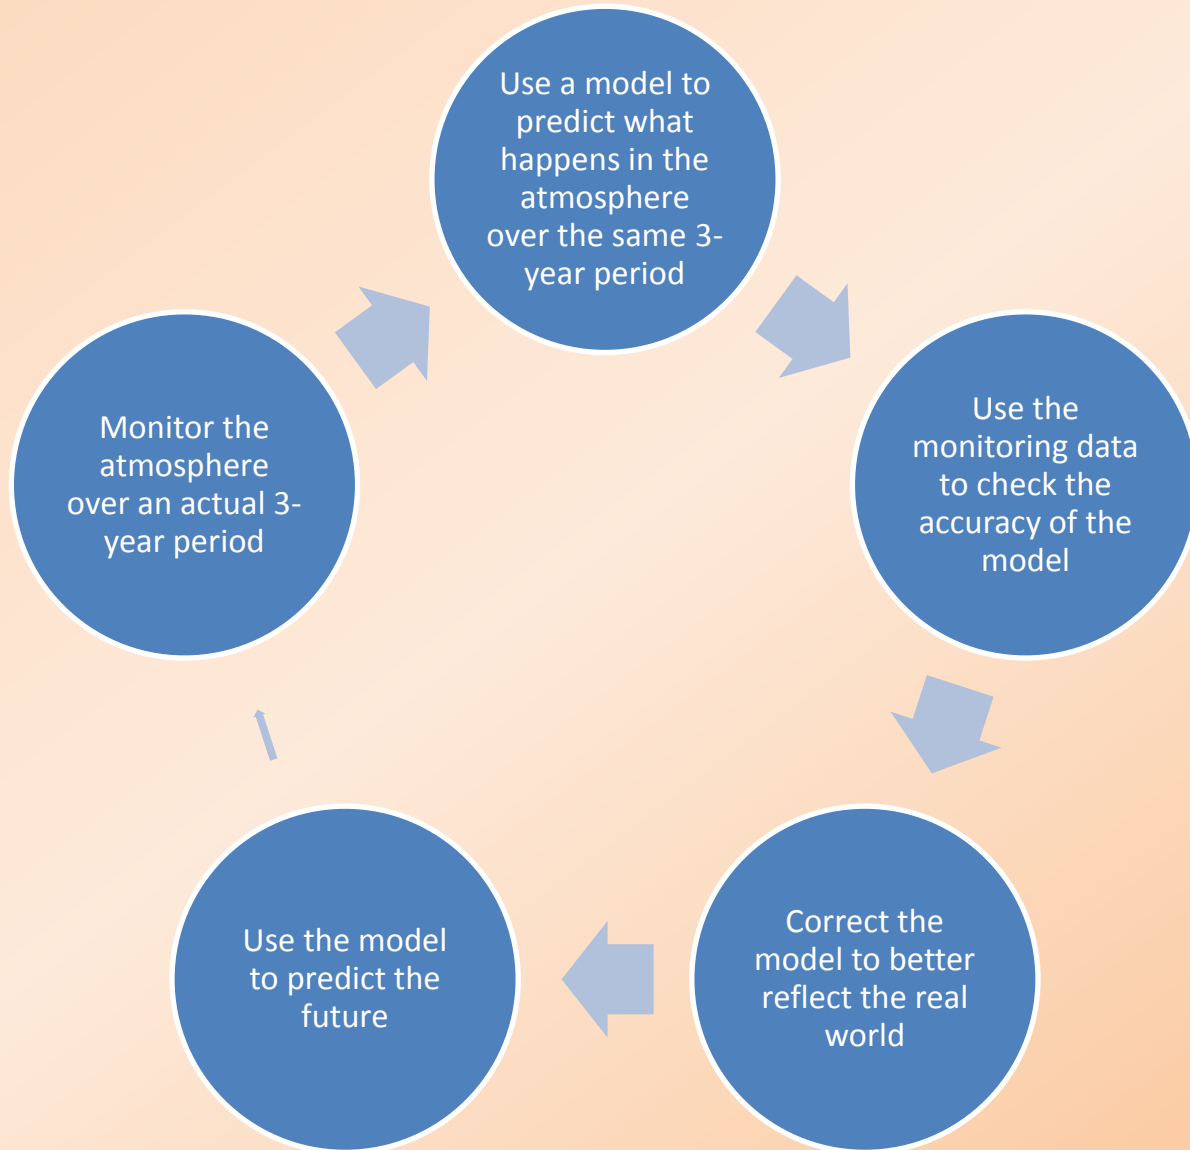 Use a model to
predict what
happens in the
atmosphere
over the same 3-
year period
Use the
monitoring data
to check the
accuracy of the
model
Correct the
model to better
reflect the real
world
Use the model
to predict the
future
Monitor the
atmosphere
over an actual 3-
year period